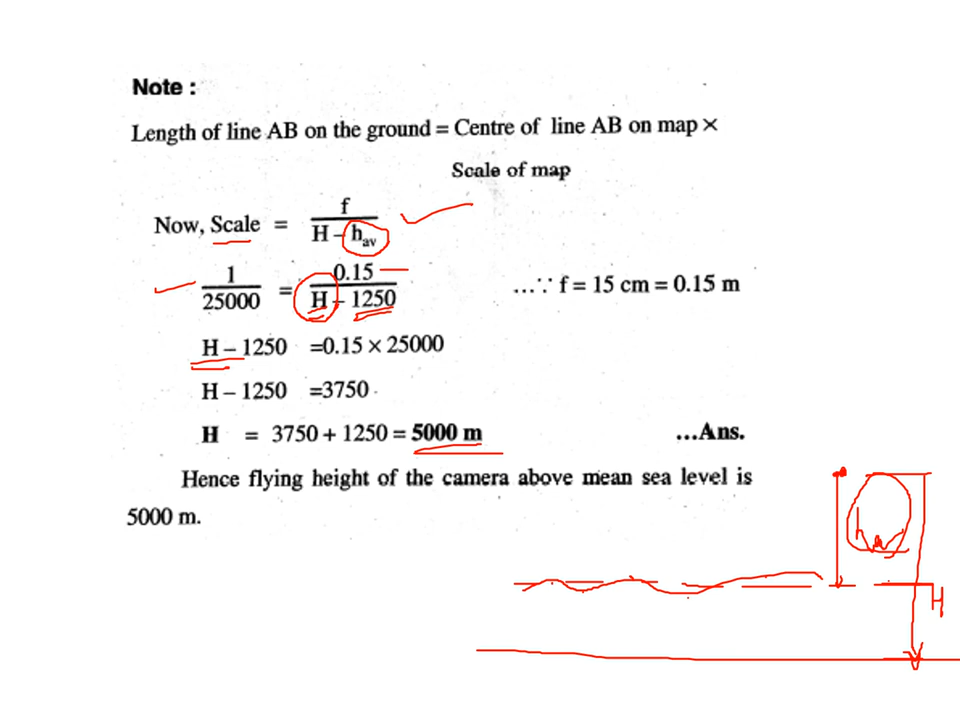 Note :
Length of line AB on the ground = Centre of line AB on map ×
Scale of map
Now, Scale = f / H – h_av
1 / 25000 = 0.15 / H – 1250 ...∵ f = 15 cm = 0.15 m
H – 1250 =0.15 × 25000
H – 1250 =3750
H = 3750 + 1250 = 5000 m ...Ans.
Hence flying height of the camera above mean sea level is
5000 m.
H